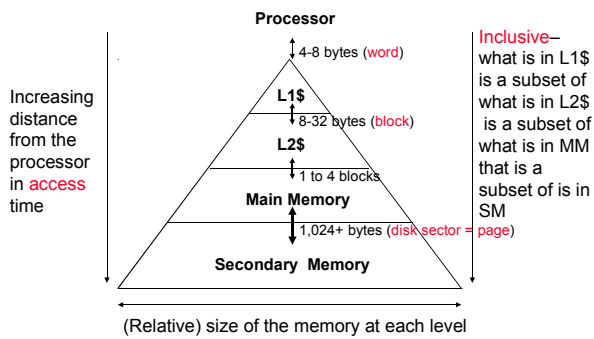 Processor
4-8 bytes (word)
L1$
8-32 bytes (block)
L2$
1 to 4 blocks
Main Memory
1,024+ bytes (disk sector = page)
Secondary Memory
(Relative) size of the memory at each level
Increasing
distance
from the
processor
in access
time
Inclusive–
what is in L1$
is a subset of
what is in L2$
is a subset of
what is in MM
that is a
subset of is in
SM